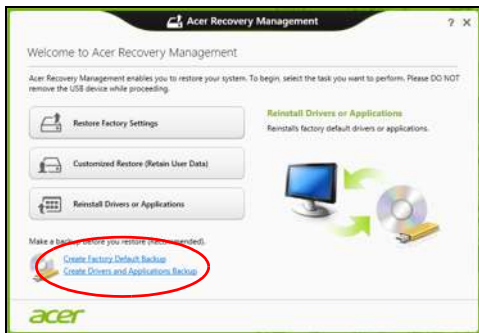 Acer Recovery Management
? X
Welcome to Acer Recovery Management
Acer Recovery Management enables you to restore your system. To begin, select the task you want to perform. Please DO NOT
remove the USB device while proceeding.
Restore Factory Settings
Customized Restore (Retain User Data)
Reinstall Drivers or Applications
Reinstall Drivers or Applications
Reinstalls factory default drivers or applications.
Make a backup before you restore (recommended).
Create Factory Default Backup
Create Drivers and Applications Backup
acer